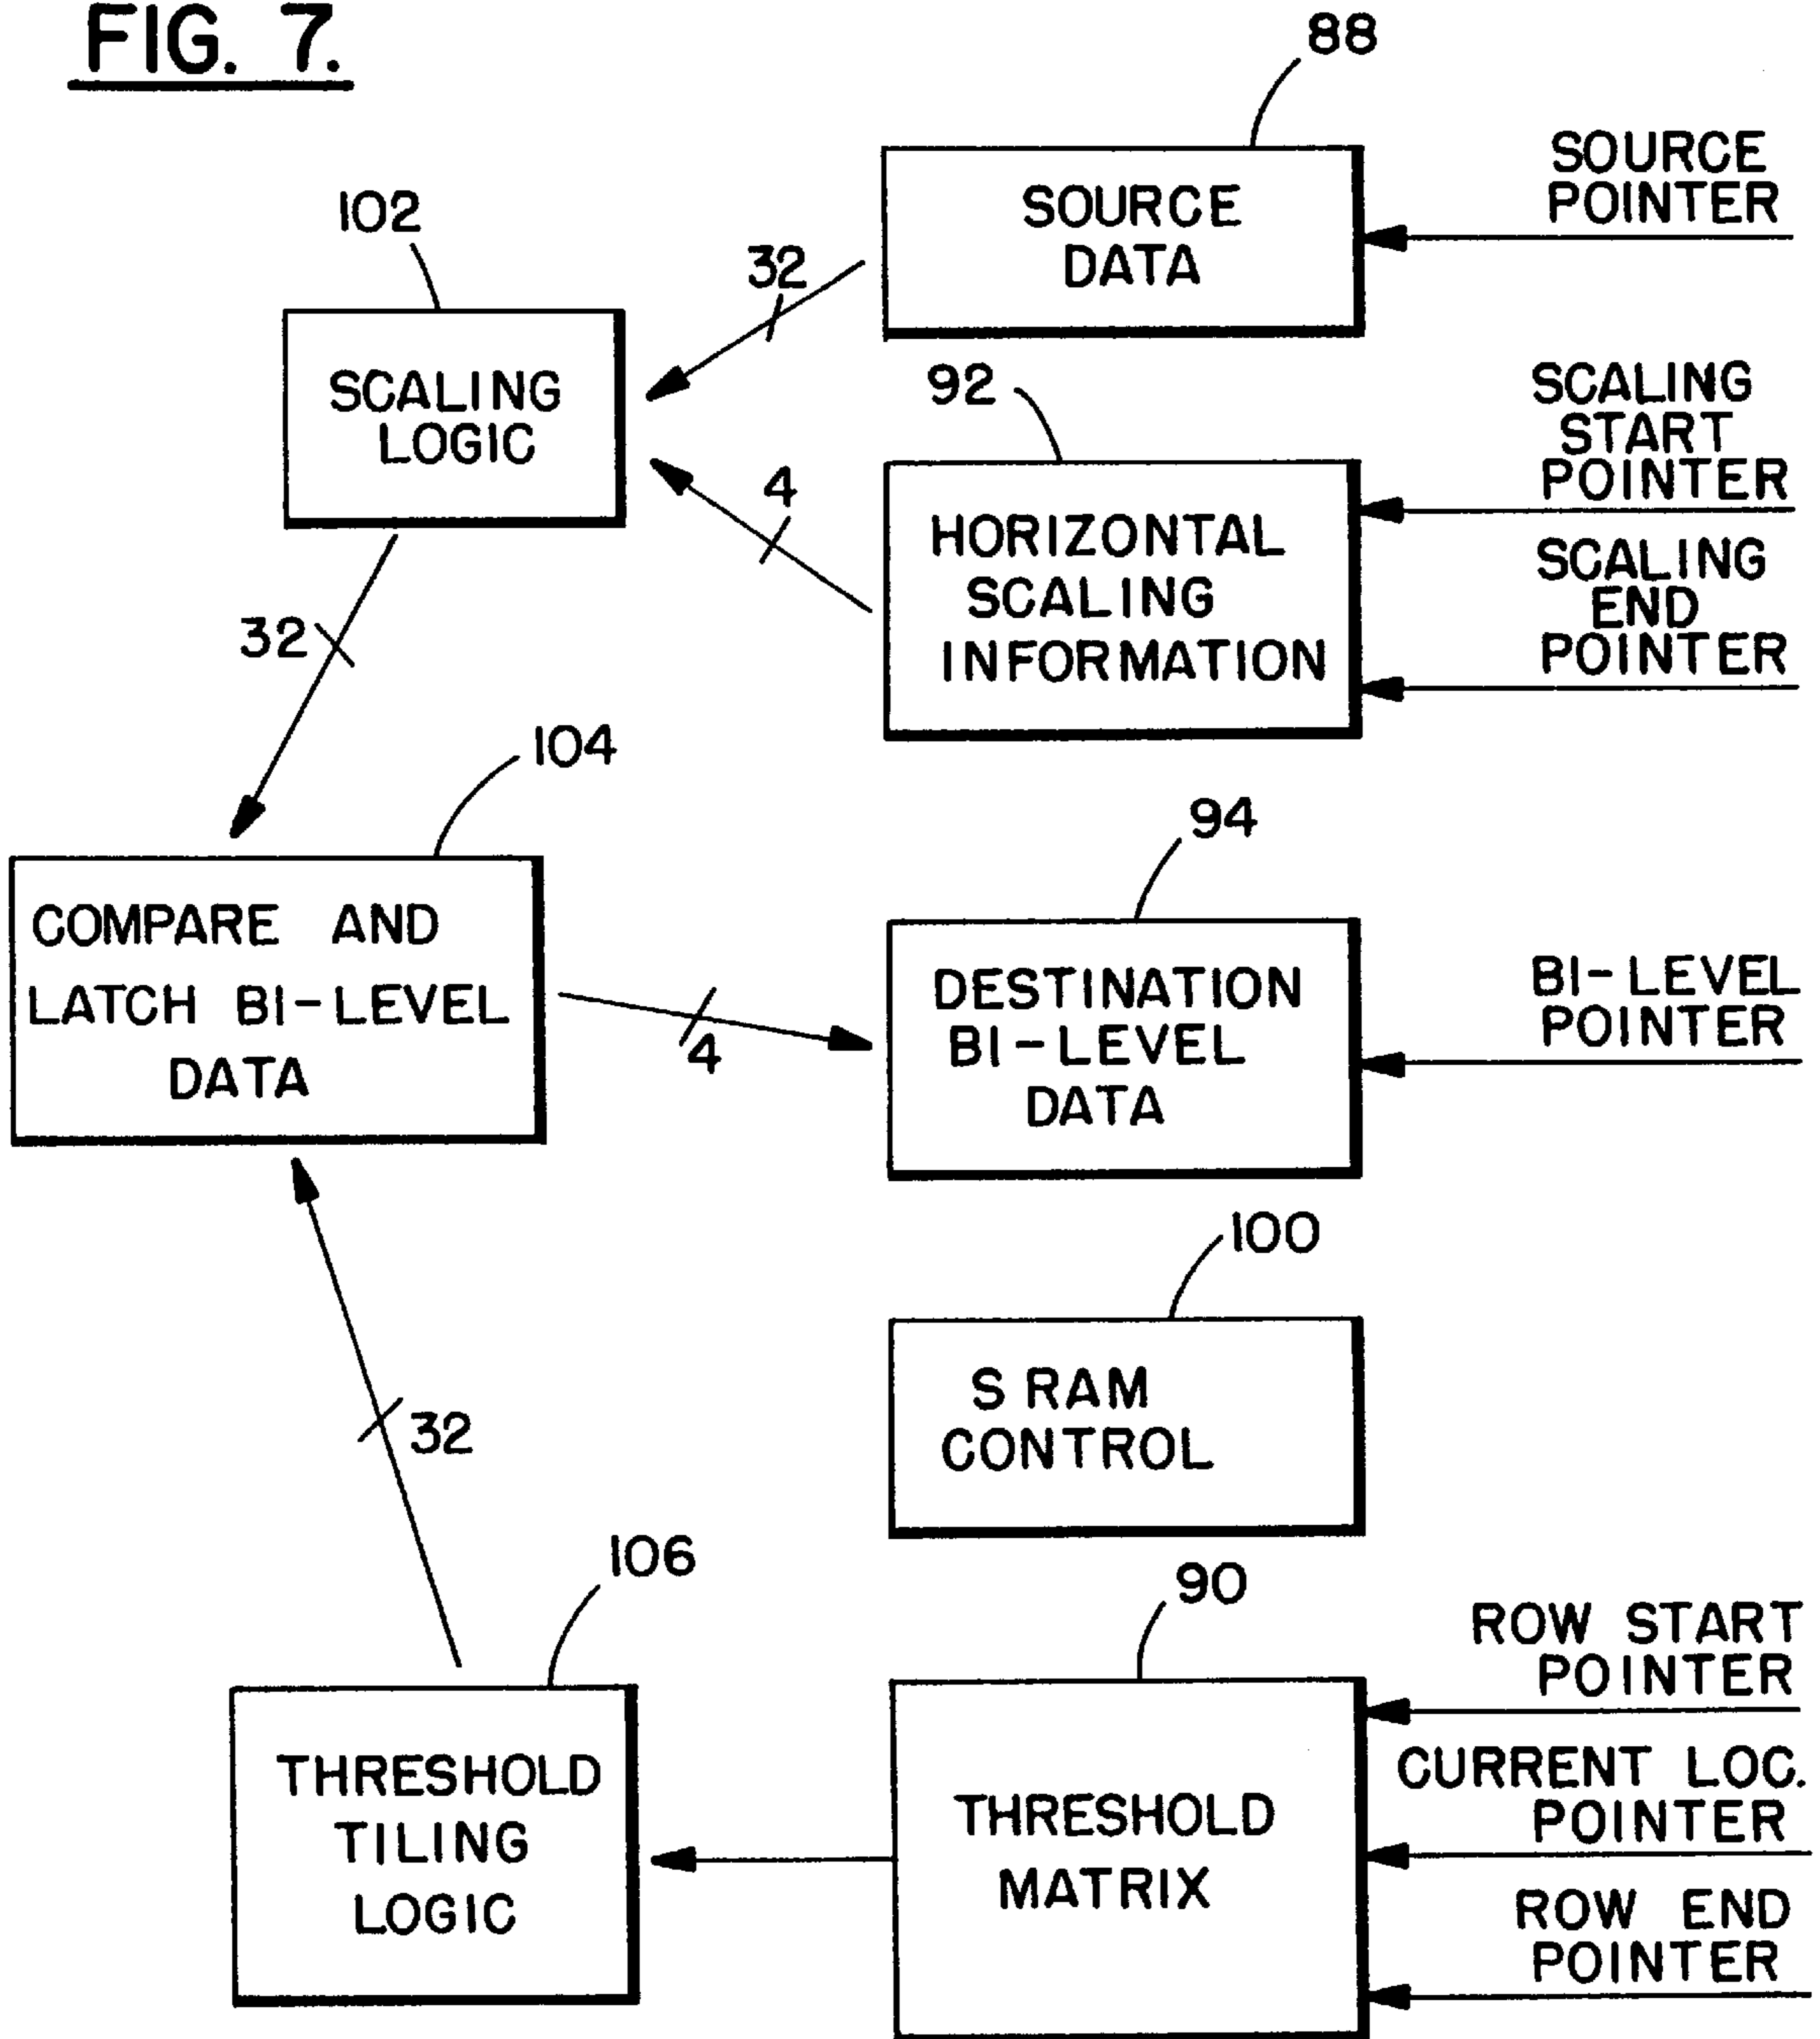 FIG. 7.
88
SOURCE
POINTER
SOURCE
DATA
102
32
SCALING
LOGIC
92
SCALING
START
POINTER
4
HORIZONTAL
SCALING
INFORMATION
SCALING
END
POINTER
32
104
94
COMPARE AND
LATCH BI-LEVEL
DATA
4
DESTINATION
BI-LEVEL
DATA
BI-LEVEL
POINTER
100
S RAM
CONTROL
32
106
90
ROW START
POINTER
THRESHOLD
TILING
LOGIC
THRESHOLD
MATRIX
CURRENT LOC.
POINTER
ROW END
POINTER